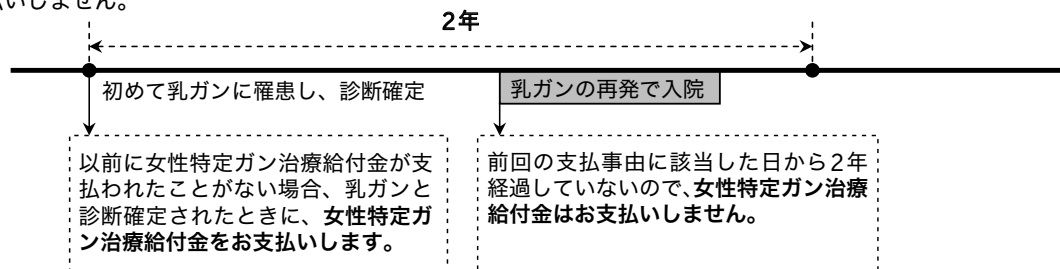 払いしません。
2年
初めて乳ガンに罹患し、診断確定
乳ガンの再発で入院
以前に女性特定ガン治療給付金が支
払われたことがない場合、乳ガンと
診断確定されたときに、女性特定ガ
ン治療給付金をお支払いします。
前回の支払事由に該当した日から2年
経過していないので、女性特定ガン治療
給付金はお支払いしません。